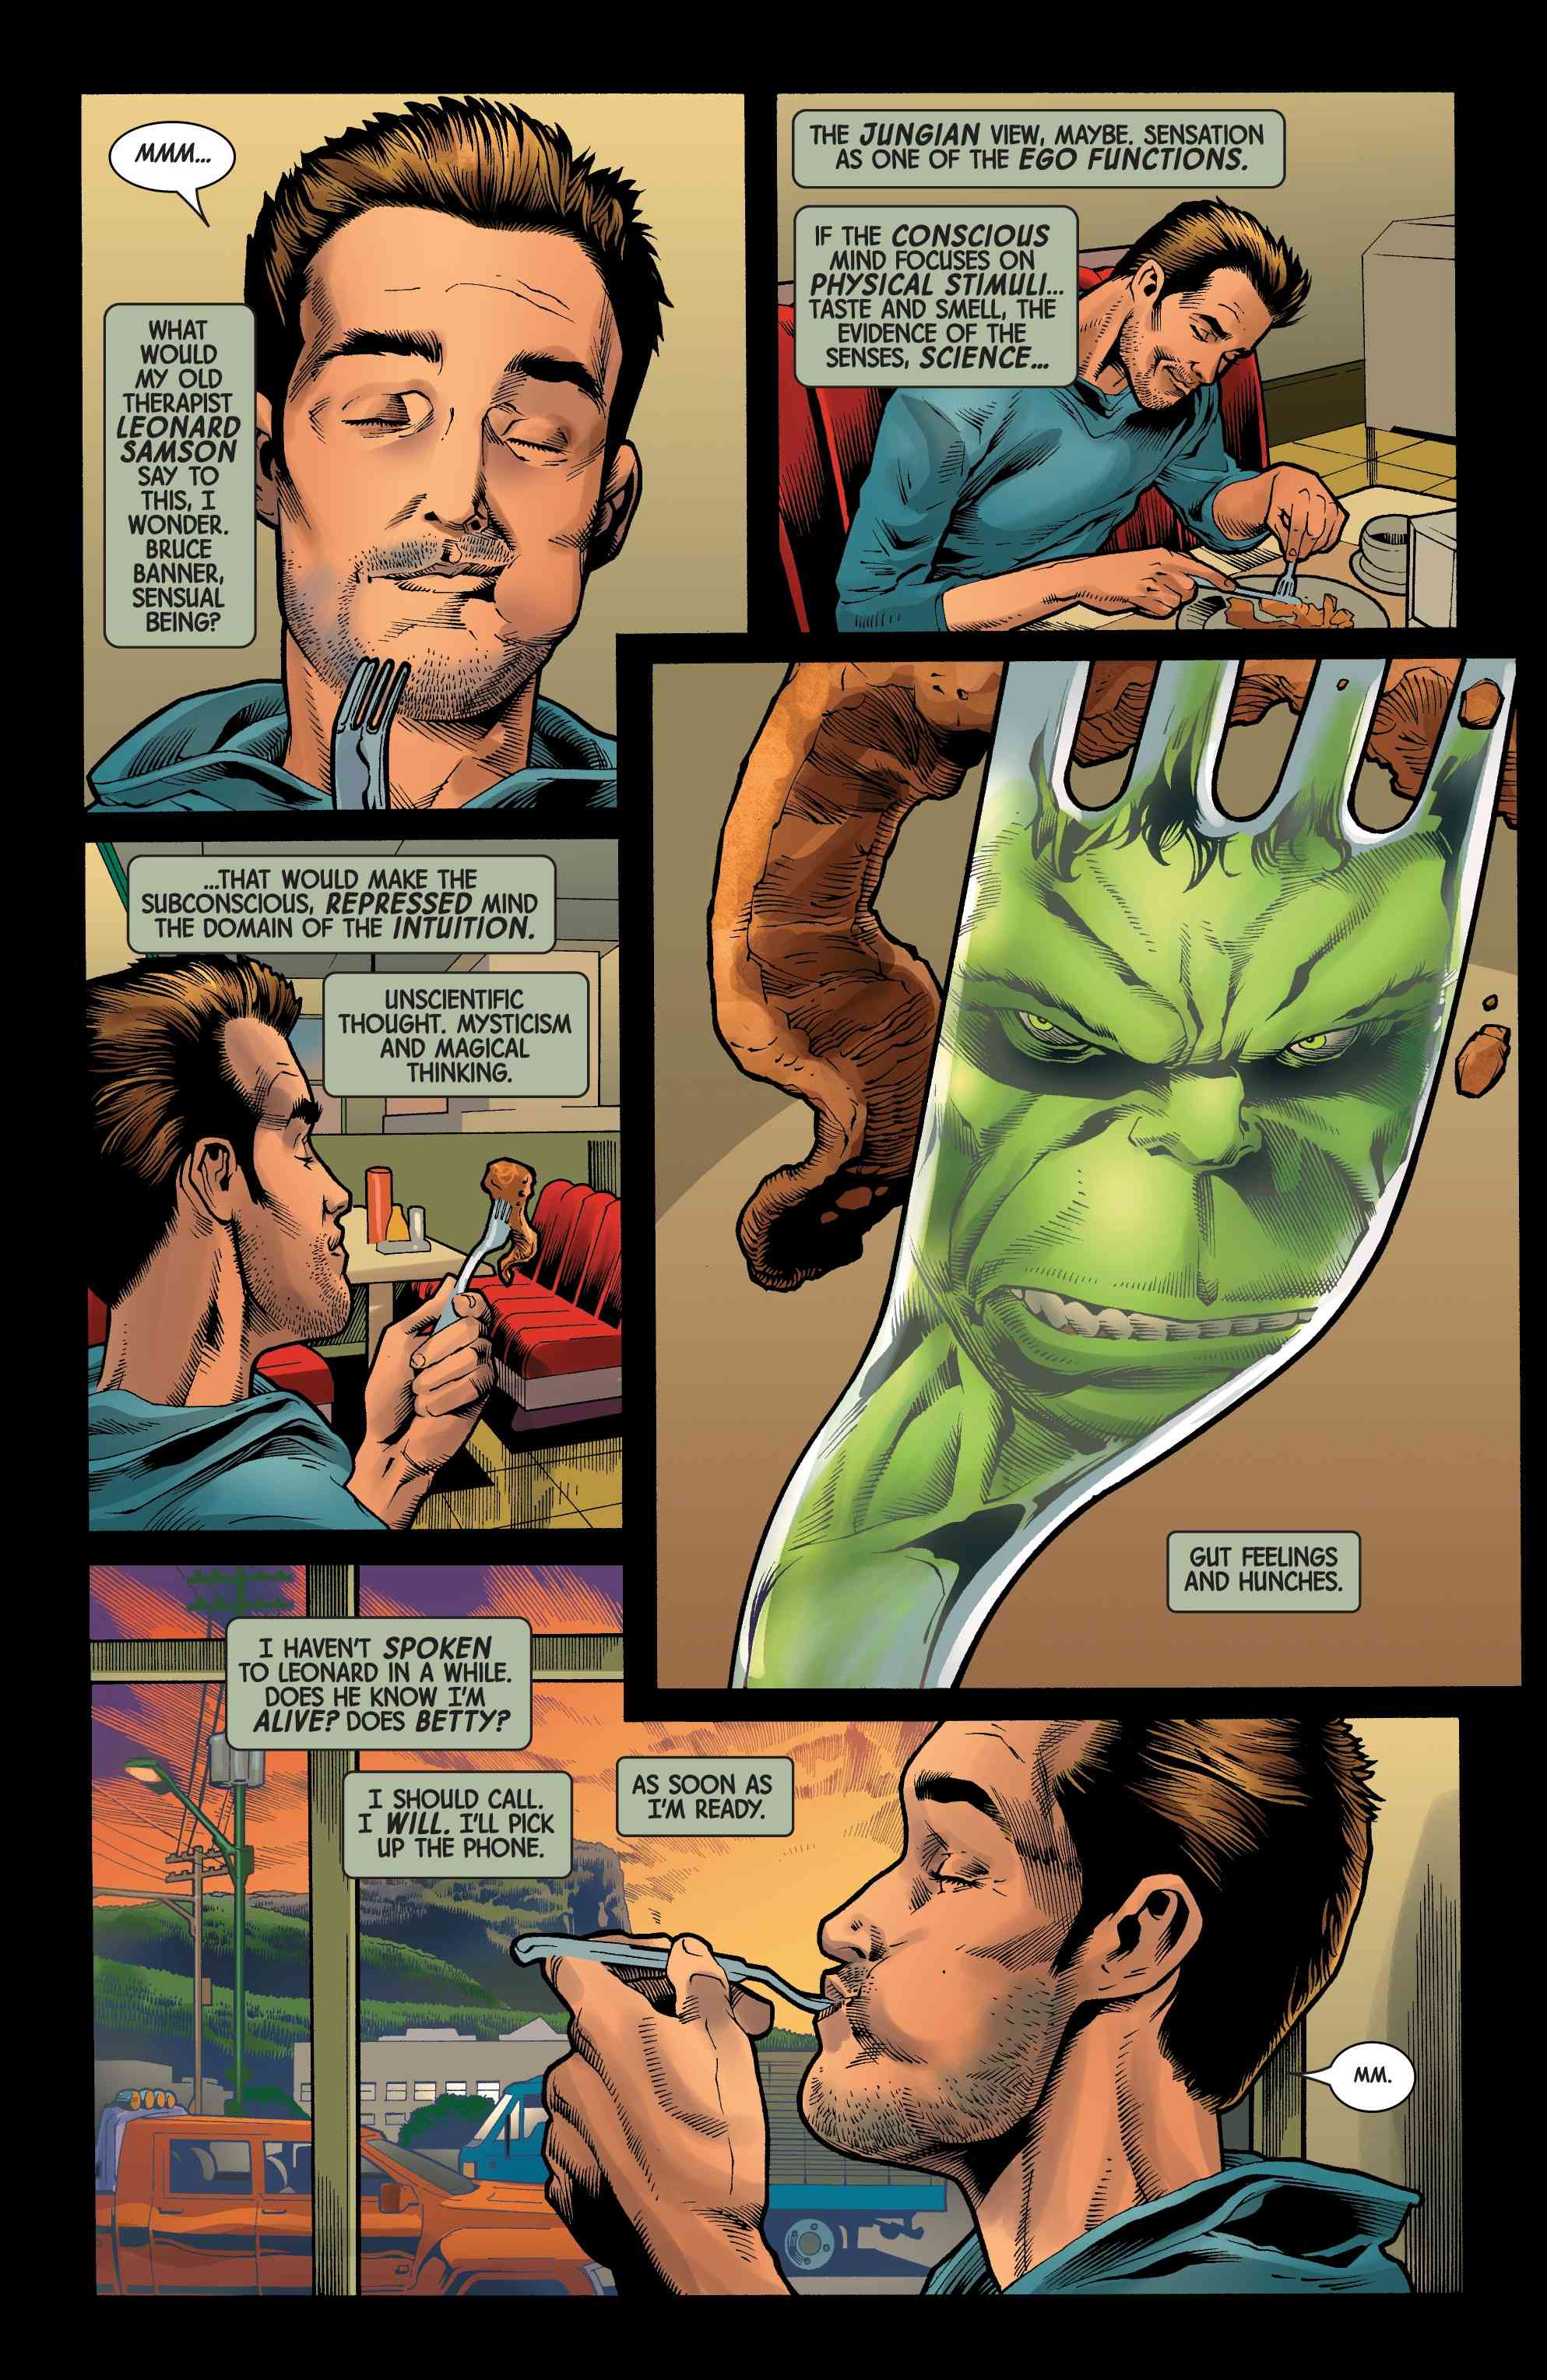 MMM...
WHAT
WOULD
MY OLD
THERAPIST
LEONARD
SAMSON
SAY TO
THIS, I
WONDER.
BRUCE
BANNER,
SENSUAL
BEING?
THE JUNGIAN VIEW, MAYBE. SENSATION
AS ONE OF THE EGO FUNCTIONS.
IF THE CONSCIOUS
MIND FOCUSES ON
PHYSICAL STIMULI...
TASTE AND SMELL, THE
EVIDENCE OF THE
SENSES, SCIENCE...
...THAT WOULD MAKE THE
SUBCONSCIOUS, REPRESSED MIND
THE DOMAIN OF THE INTUITION.
UNSCIENTIFIC
THOUGHT. MYSTICISM
AND MAGICAL
THINKING.
GUT FEELINGS
AND HUNCHES.
I HAVEN'T SPOKEN
TO LEONARD IN A WHILE.
DOES HE KNOW I'M
ALIVE? DOES BETTY?
I SHOULD CALL.
I WILL. I'LL PICK
UP THE PHONE.
AS SOON AS
I'M READY.
MM.